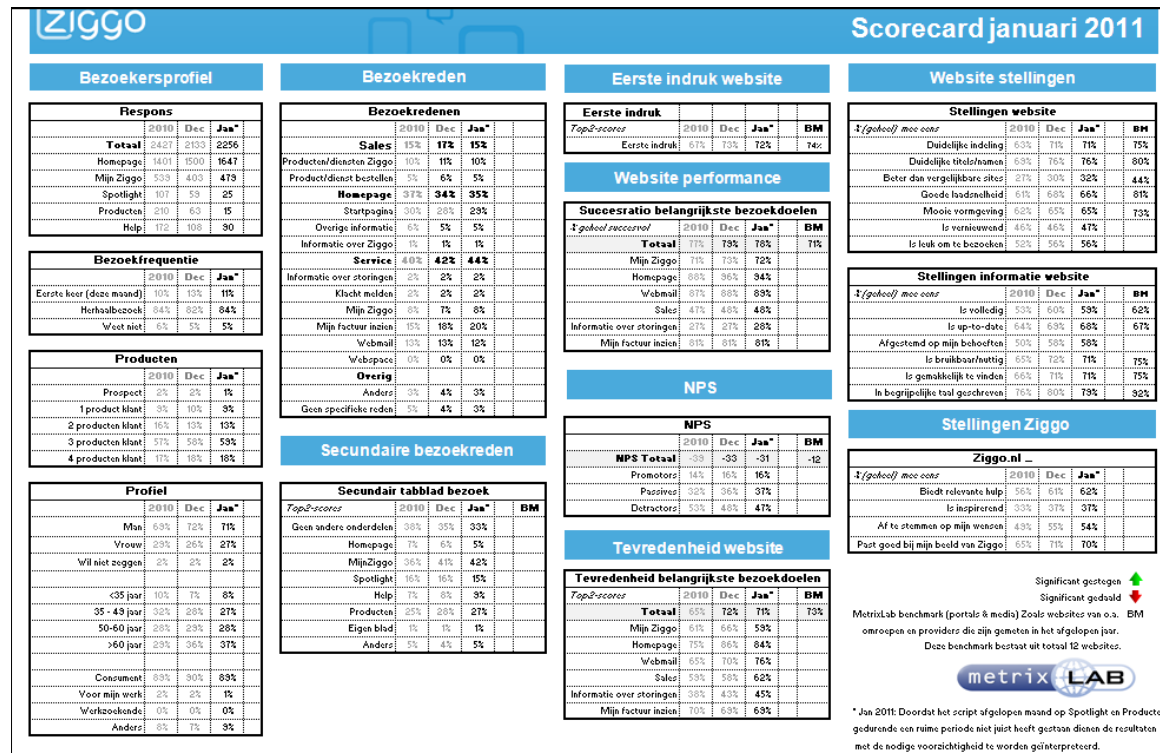 ziggo
Scorecard januari 2011
Bezoekersprofiel
Respons
2010 Dec Jan*
Totaal 2427 2133 2256
Homepage 1401 1500 1647
Mijn Ziggo 539 403 479
Spotlight 107 59 25
Producten 210 63 15
Help 172 108 90
Bezoekfrequentie
2010 Dec Jan*
Eerste keer (deze maand) 10% 13% 11%
Herhaalbezoek 84% 82% 84%
Weet niet 6% 5% 5%
Producten
2010 Dec Jan*
Prospect 2% 2% 1%
1 product klant 9% 10% 9%
2 producten klant 16% 13% 13%
3 producten klant 57% 58% 59%
4 producten klant 17% 18% 18%
Profiel
2010 Dec Jan*
Man 69% 72% 71%
Vrouw 29% 26% 27%
Wil niet zeggen 2% 2% 2%
<35 jaar 10% 7% 8%
35 - 49 jaar 32% 28% 27%
50-60 jaar 28% 29% 28%
>60 jaar 29% 36% 37%
Consument 89% 90% 89%
Voor mijn werk 2% 2% 1%
Werkzoekende 0% 0% 0%
Anders 8% 7% 9%
Bezoekreden
Bezoekredenen
2010 Dec Jan*
Sales 15% 17% 15%
Producten/diensten Ziggo 10% 11% 10%
Product/dienst bestellen 5% 6% 5%
Homepage 37% 34% 35%
Startpagina 30% 28% 29%
Overige informatie 6% 5% 5%
Informatie over Ziggo 1% 1% 1%
Service 40% 42% 44%
Informatie over storingen 2% 2% 2%
Klacht melden 2% 2% 2%
Mijn Ziggo 8% 7% 8%
Mijn factuur inzien 15% 18% 20%
Webmail 13% 13% 12%
Webspace 0% 0% 0%
Overig
Anders 3% 4% 3%
Geen specifieke reden 5% 4% 3%
Secundaire bezoekreden
Secundair tabblad bezoek
Top2-scores 2010 Dec Jan* BM
Geen andere onderdelen 38% 35% 33%
Homepage 7% 6% 5%
MijnZiggo 36% 41% 42%
Spotlight 16% 16% 15%
Help 7% 8% 9%
Producten 25% 28% 27%
Eigen blad 1% 1% 1%
Anders 5% 4% 5%
Eerste indruk website
Eerste indruk
Top2-scores 2010 Dec Jan* BM
Eerste indruk 67% 73% 72% 74%
Website performance
Succesratio belangrijkste bezoekdoelen
% geheel succesvol 2010 Dec Jan* BM
Totaal 77% 79% 78% 71%
Mijn Ziggo 71% 73% 72%
Homepage 88% 96% 94%
Webmail 87% 88% 89%
Sales 47% 48% 48%
Informatie over storingen 27% 27% 28%
Mijn factuur inzien 81% 81% 81%
NPS
NPS
2010 Dec Jan* BM
NPS Totaal -39 -33 -31 -12
Promotors 14% 16% 16%
Passives 32% 36% 37%
Detractors 53% 48% 47%
Tevredenheid website
Tevredenheid belangrijkste bezoekdoelen
Top2-scores 2010 Dec Jan* BM
Totaal 65% 72% 71% 73%
Mijn Ziggo 61% 66% 59%
Homepage 75% 86% 84%
Webmail 65% 70% 76%
Sales 59% 58% 62%
Informatie over storingen 38% 43% 45%
Mijn factuur inzien 70% 69% 69%
Website stellingen
Stellingen website
%(geheel) mee eens 2010 Dec Jan* BM
Duidelijke indeling 63% 71% 71% 75%
Duidelijke titels/namen 69% 76% 76% 80%
Beter dan vergelijkbare sites 27% 30% 32% 44%
Goede laadsnelheid 61% 68% 66% 81%
Mooie vormgeving 62% 65% 65% 73%
Is vernieuwend 46% 46% 47%
Is leuk om te bezoeken 52% 56% 56%
Stellingen informatie website
%(geheel) mee eens 2010 Dec Jan* BM
Is volledig 53% 60% 59% 62%
Is up-to-date 64% 69% 68% 67%
Afgestemd op mijn behoeften 50% 58% 58%
Is bruikbaar/nuttig 65% 72% 71% 75%
Is gemakkelijk te vinden 66% 71% 71% 75%
In begrijpelijke taal geschreven 76% 80% 79% 92%
Stellingen Ziggo
Ziggo.nl _
%(geheel) mee eens 2010 Dec Jan*
Biedt relevante hulp 56% 61% 62%
Is inspirerend 33% 37% 37%
Af te stemmen op mijn wensen 49% 55% 54%
Past goed bij mijn beeld van Ziggo 65% 71% 70%
Significant gestegen
Significant gedaald
MetrixLab benchmark (portals & media) Zoals websites van o.a. BM
omroepen en providers die zijn gemeten in het afgelopen jaar.
Deze benchmark bestaat uit totaal 12 websites.
metrix LAB
* Jan 2011: Doordat het script afgelopen maand op Spotlight en Producte
gedurende een ruime periode niet juist heeft gestaan dienen de resultaten
met de nodige voorzichtigheid te worden geïnterpreteerd.